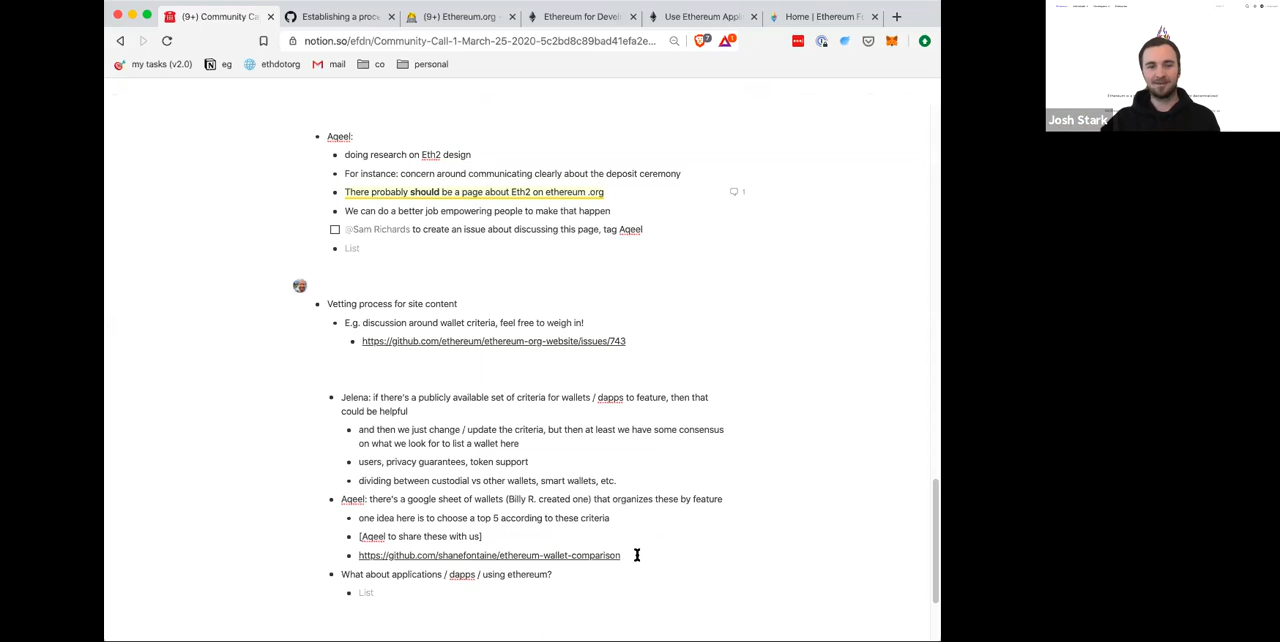 (9+) Community Ca
Establishing a proce
(9+) Ethereum.org -
Ethereum for Devel
Use Ethereum Appl
Home | Ethereum Fo
notion.so/efdn/Community-Call-1-March-25-2020-5c2bd8c89bad41efa2e...
7
1
my tasks (v2.0)
eg
ethdotorg
mail
co
personal
Aqeel:
doing research on Eth2 design
For instance: concern around communicating clearly about the deposit ceremony
There probably should be a page about Eth2 on ethereum .org
1
We can do a better job empowering people to make that happen
@Sam Richards to create an issue about discussing this page, tag Aqeel
List
Vetting process for site content
E.g. discussion around wallet criteria, feel free to weigh in!
https://github.com/ethereum/ethereum-org-website/issues/743
Jelena: if there's a publicly available set of criteria for wallets / dapps to feature, then that
could be helpful
and then we just change / update the criteria, but then at least we have some consensus
on what we look for to list a wallet here
users, privacy guarantees, token support
dividing between custodial vs other wallets, smart wallets, etc.
Aqeel: there's a google sheet of wallets (Billy R. created one) that organizes these by feature
one idea here is to choose a top 5 according to these criteria
[Aqeel to share these with us]
https://github.com/shanefontaine/ethereum-wallet-comparison
What about applications / dapps / using ethereum?
List
Josh Stark